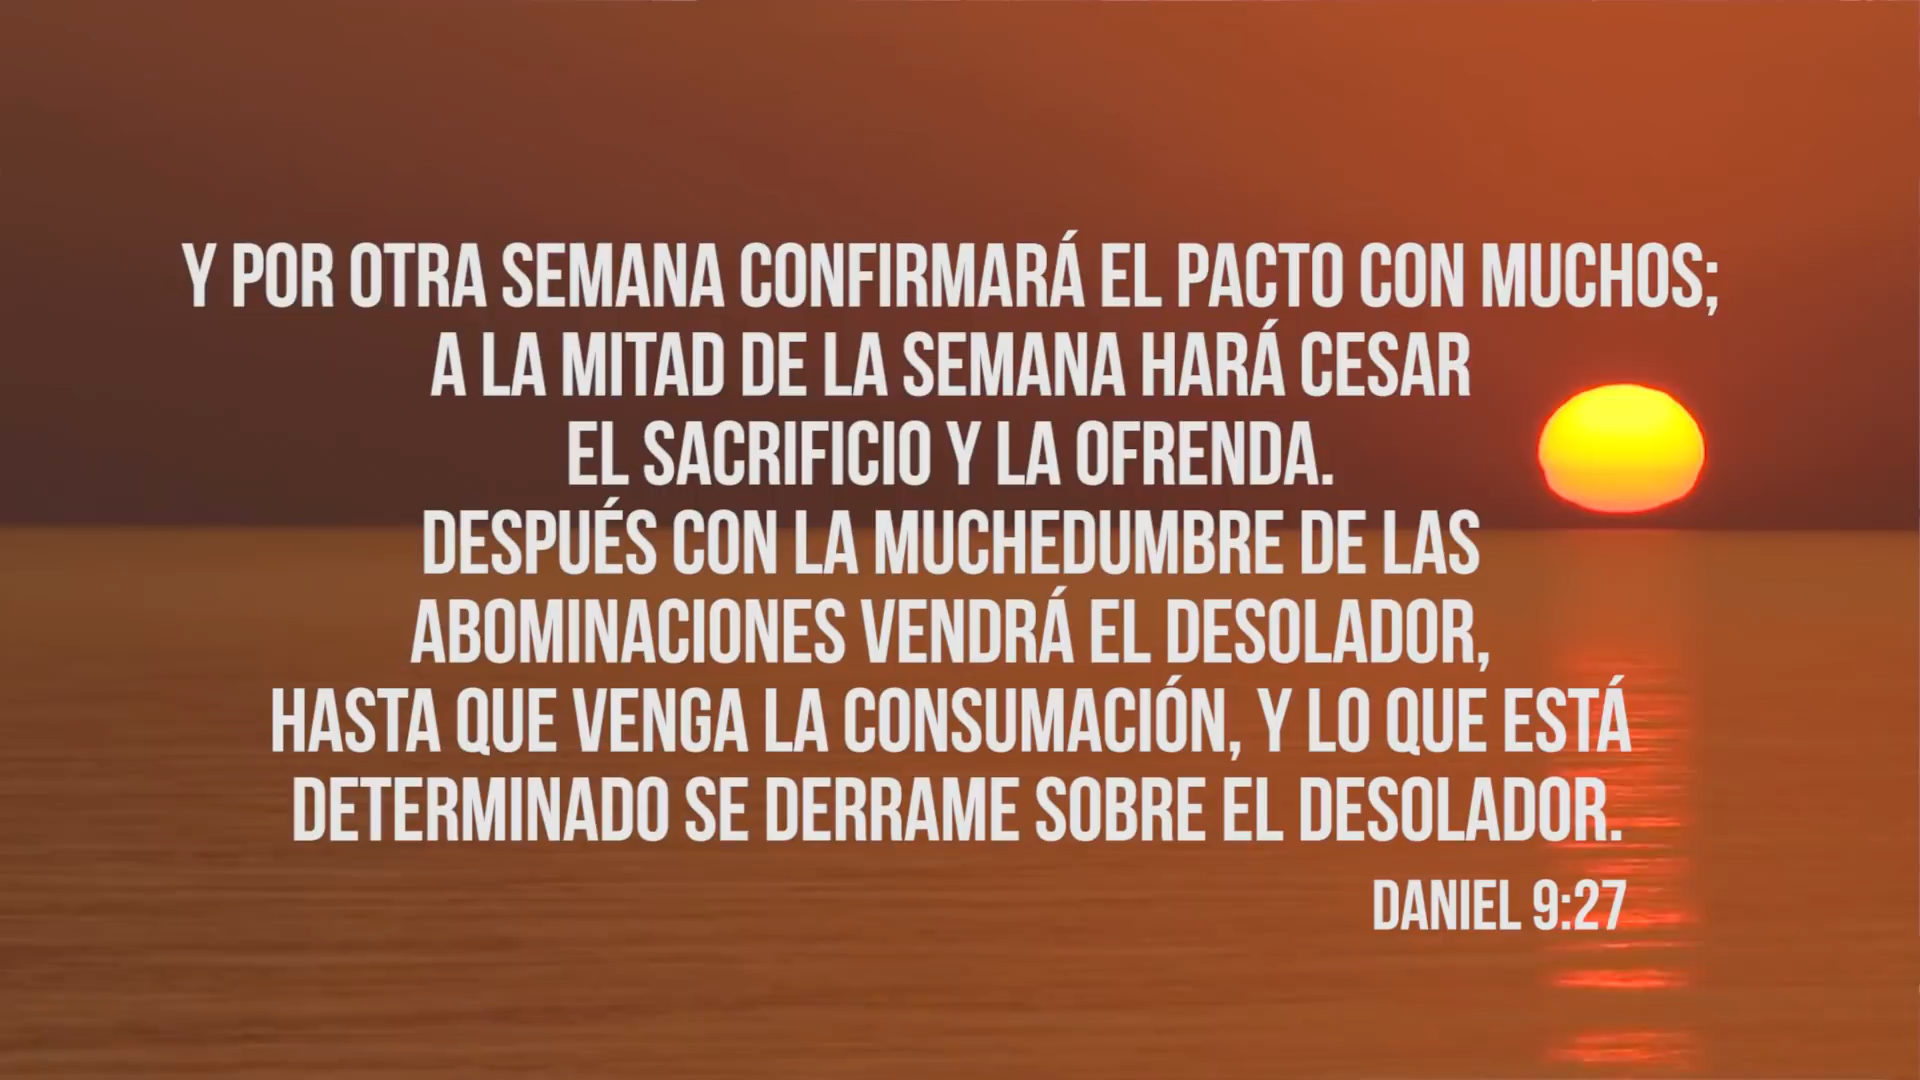 Y POR OTRA SEMANA CONFIRMARÁ EL PACTO CON MUCHOS;
A LA MITAD DE LA SEMANA HARÁ CESAR
EL SACRIFICIO Y LA OFRENDA.
DESPUÉS CON LA MUCHEDUMBRE DE LAS
ABOMINACIONES VENDRÁ EL DESOLADOR,
HASTA QUE VENGA LA CONSUMACIÓN, Y LO QUE ESTÁ
DETERMINADO SE DERRAME SOBRE EL DESOLADOR.
DANIEL 9:27